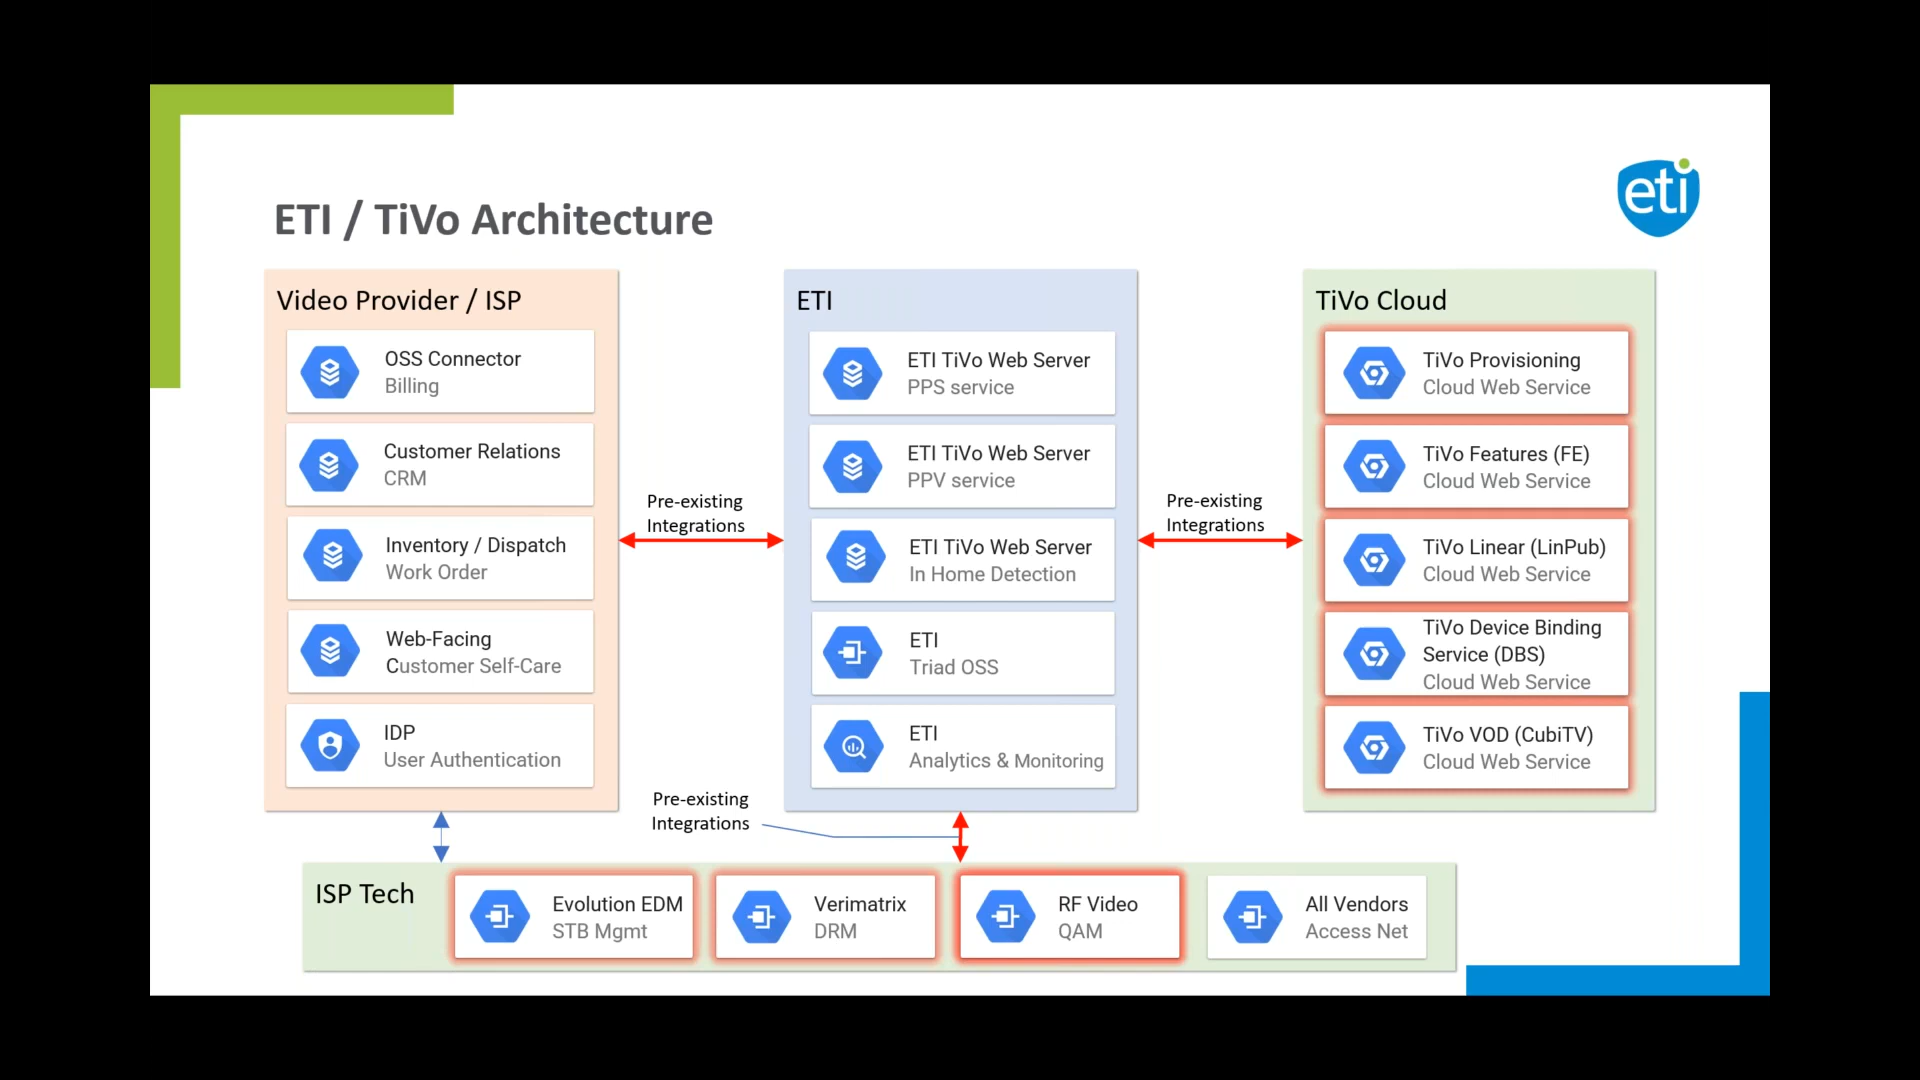 eti
ETI / TiVo Architecture
Video Provider / ISP
OSS Connector
Billing
Customer Relations
CRM
Inventory / Dispatch
Work Order
Web-Facing
Customer Self-Care
IDP
User Authentication
Pre-existing
Integrations
ETI
ETI TiVo Web Server
PPS service
ETI TiVo Web Server
PPV service
ETI TiVo Web Server
In Home Detection
ETI
Triad OSS
ETI
Analytics & Monitoring
Pre-existing
Integrations
TiVo Cloud
TiVo Provisioning
Cloud Web Service
TiVo Features (FE)
Cloud Web Service
TiVo Linear (LinPub)
Cloud Web Service
TiVo Device Binding
Service (DBS)
Cloud Web Service
TiVo VOD (CubiTV)
Cloud Web Service
Pre-existing
Integrations
ISP Tech
Evolution EDM
STB Mgmt
Verimatrix
DRM
RF Video
QAM
All Vendors
Access Net